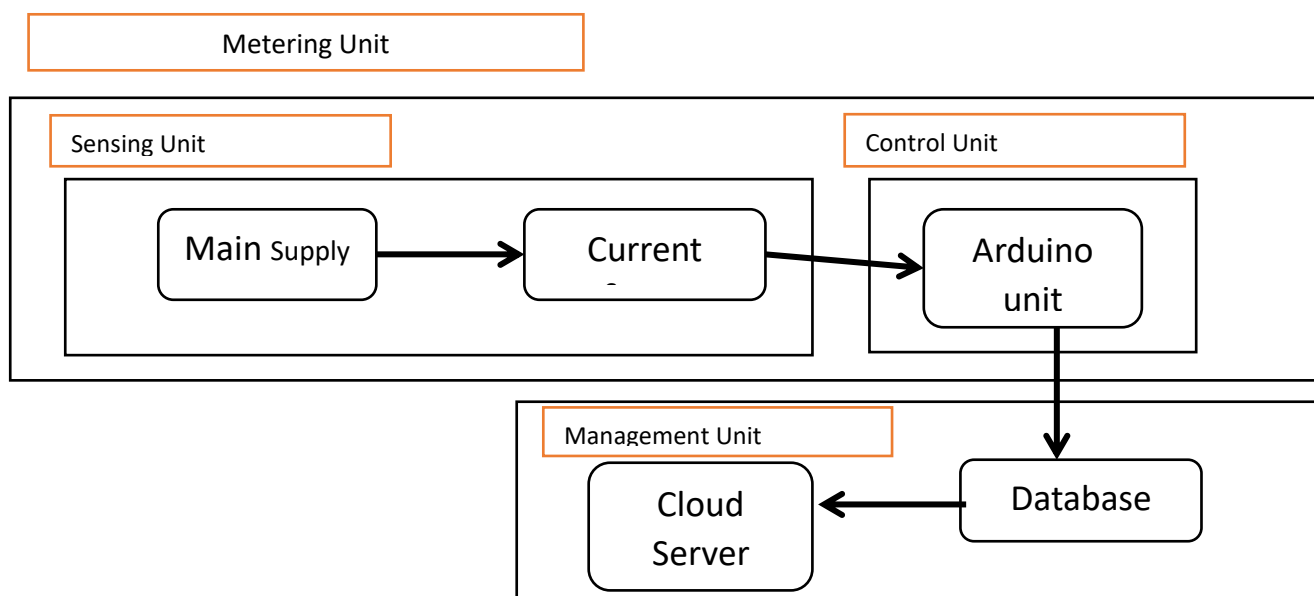 Metering Unit
Sensing Unit
Control Unit
Main Supply
Current
Arduino
unit
Management Unit
Cloud
Server
Database